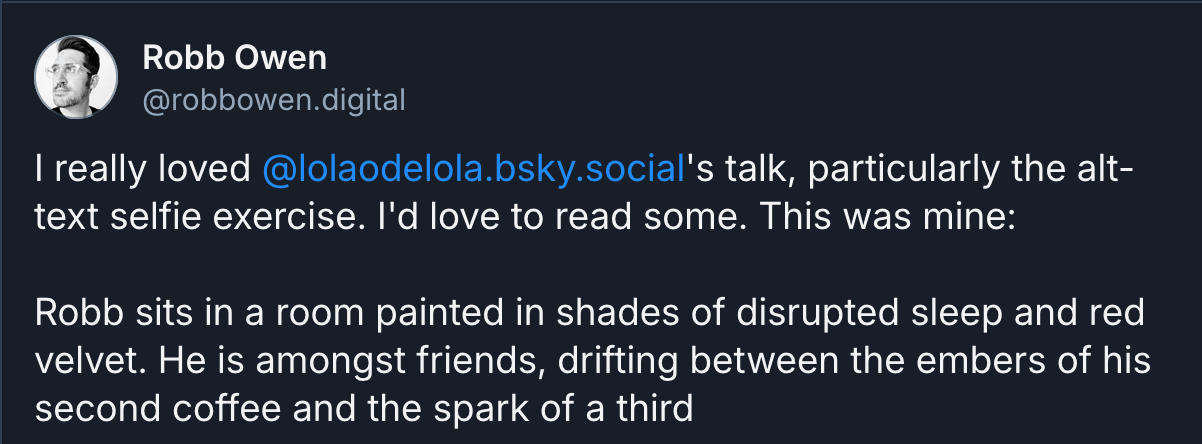 Robb Owen
@robbowen.digital
I really loved @lolaodelola.bsky.social's talk, particularly the alt-
text selfie exercise. I'd love to read some. This was mine:
Robb sits in a room painted in shades of disrupted sleep and red
velvet. He is amongst friends, drifting between the embers of his
second coffee and the spark of a third